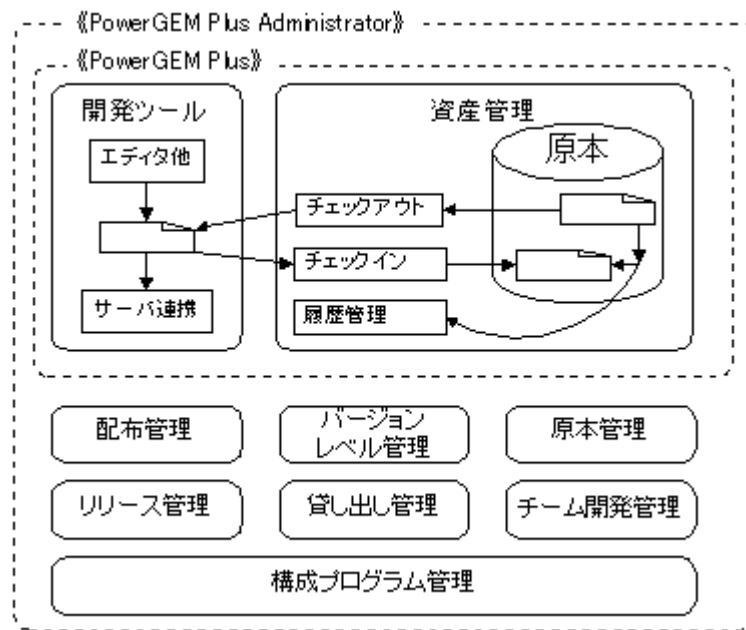 《PowerGEM Plus Administrator》
《PowerGEM Plus》
開発ツール
資産管理
エディタ他
原本
チェックアウト
チェックイン
サーバ連携
履歴管理
配布管理
バージョン
レベル管理
原本管理
リリース管理
貸し出し管理
チーム開発管理
構成プログラム管理